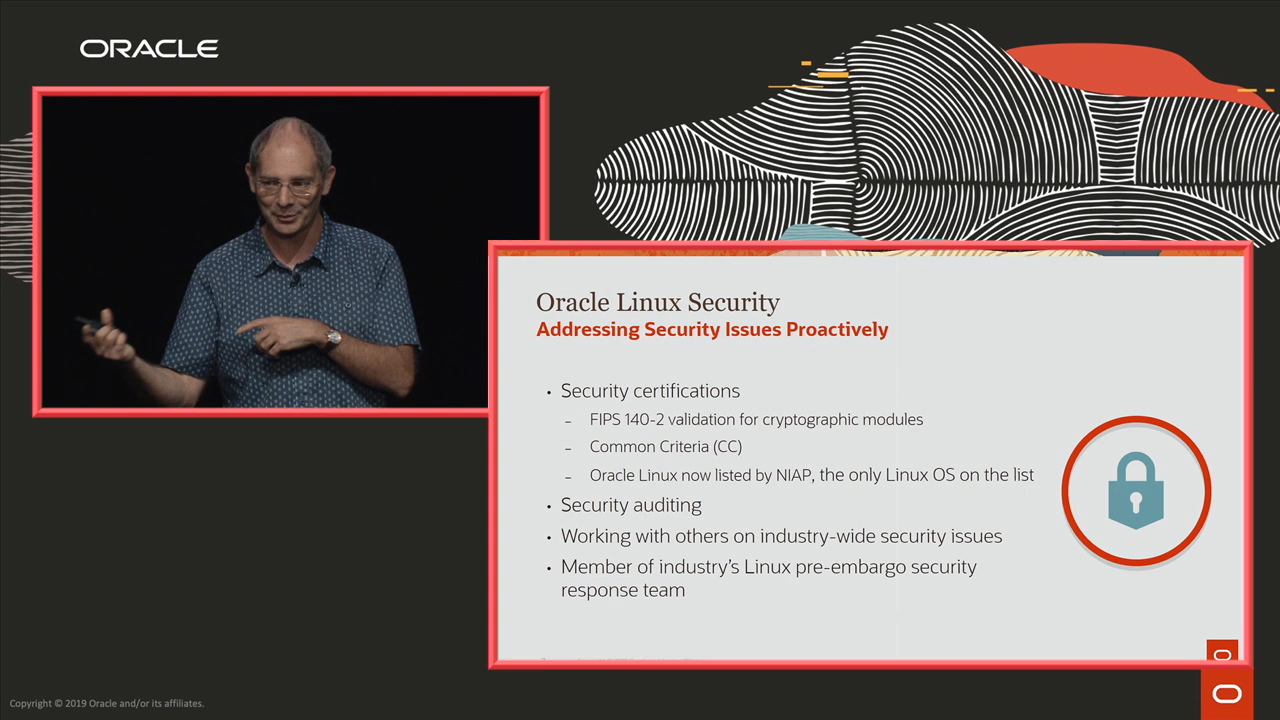 ORACLE
Oracle Linux Security
Addressing Security Issues Proactively
• Security certifications
– FIPS 140-2 validation for cryptographic modules
– Common Criteria (CC)
– Oracle Linux now listed by NIAP, the only Linux OS on the list
• Security auditing
• Working with others on industry-wide security issues
• Member of industry’s Linux pre-embargo security
response team
Copyright © 2019 Oracle and/or its affiliates.